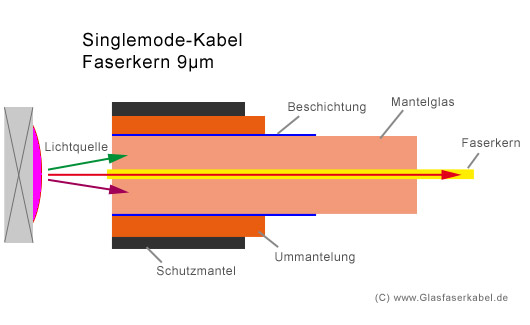 Singlemode-Kabel
Faserkern 9µm
Beschichtung
Mantelglas
Lichtquelle
Faserkern
Ummantelung
Schutzmantel
(C) www.Glasfaserkabel.de